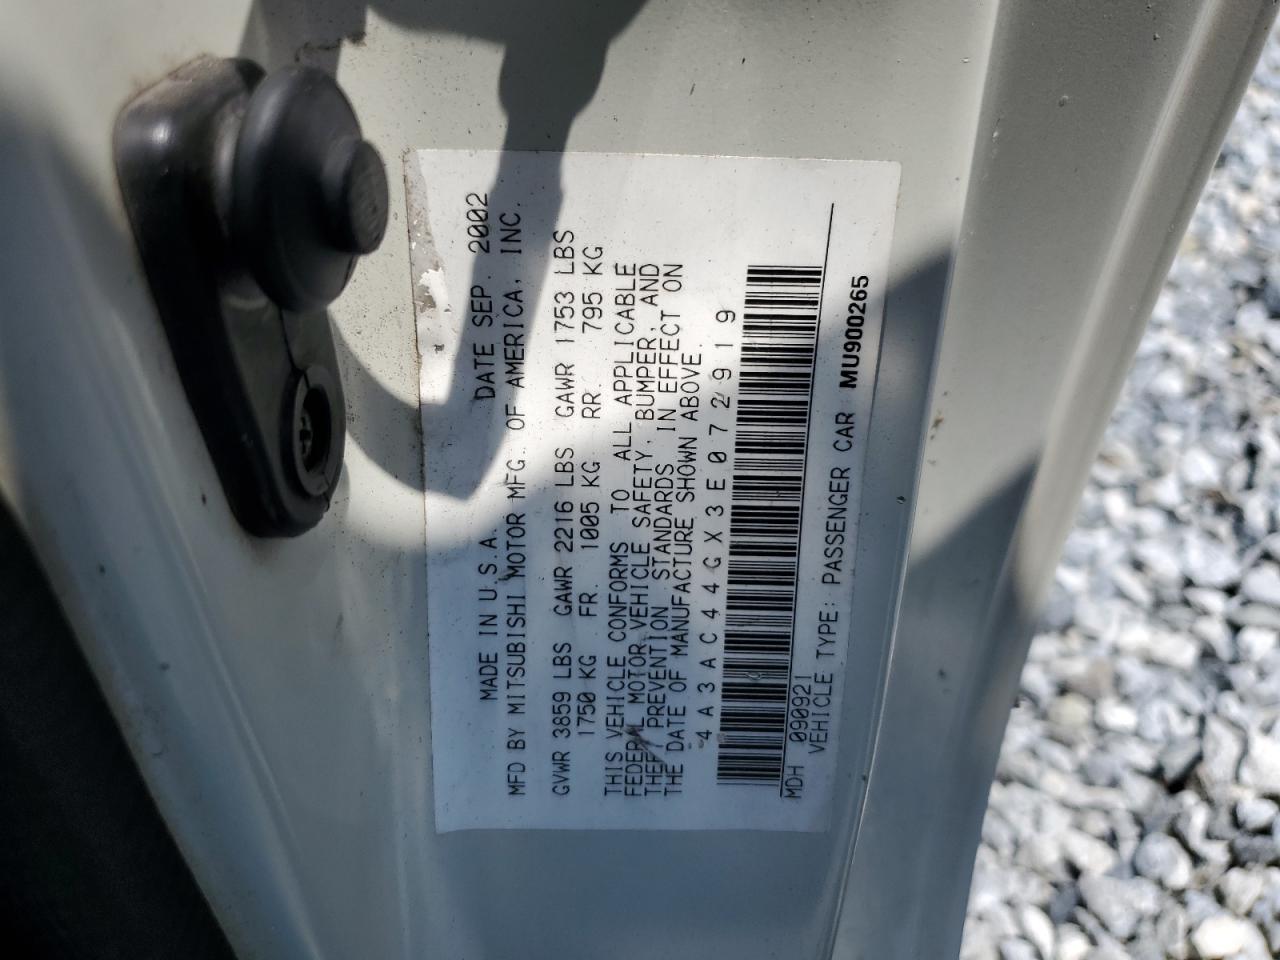 MADE IN U.S.A. DATE SEP. 2002
MFD BY MITSUBISHI MOTOR MFG. OF AMERICA, INC.
GVWR 3859 LBS GAWR 2216 LBS GAWR 1753 LBS
1750 KG FR. 1005 KG RR. 795 KG
THIS VEHICLE CONFORMS TO ALL APPLICABLE
FEDERAL MOTOR VEHICLE SAFETY, BUMPER, AND
THEFT PREVENTION STANDARDS IN EFFECT ON
THE DATE OF MANUFACTURE SHOWN ABOVE.
4A3AC44GX3E072919
MDH 090921
VEHICLE TYPE: PASSENGER CAR MU900265